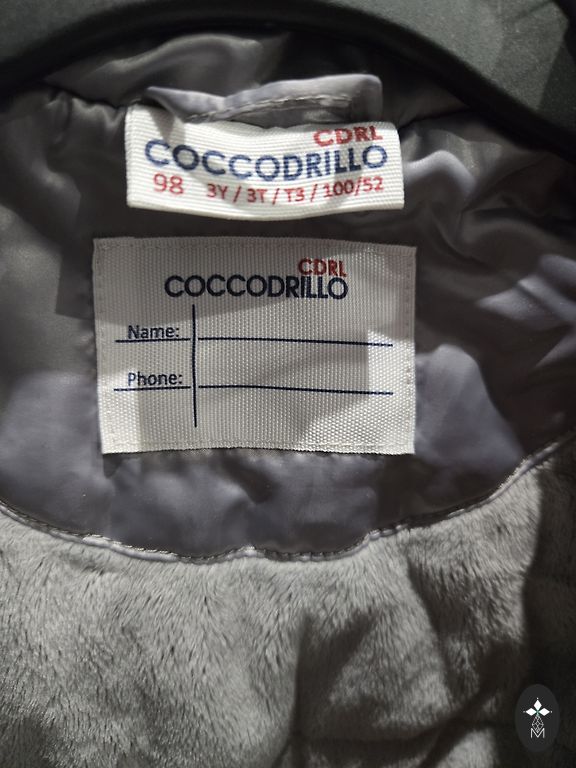 CDRL
COCCODRILLO
98 3Y / 3T / T3 / 100/52
CDRL
COCCODRILLO
Name:
Phone:
M